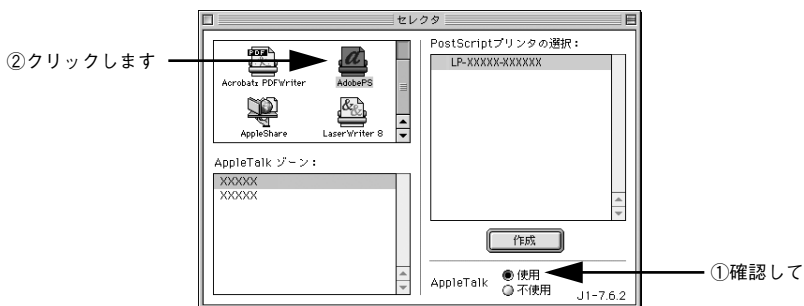 セレクタ
②クリックします
Acrobat™ PDFWriter
AdobePS
AppleShare
LaserWriter 8
AppleTalk ゾーン：
XXXXX
XXXXX
PostScriptプリンタの選択：
LP-XXXXX-XXXXXX
作成
AppleTalk
使用
不使用
①確認して
J1-7.6.2